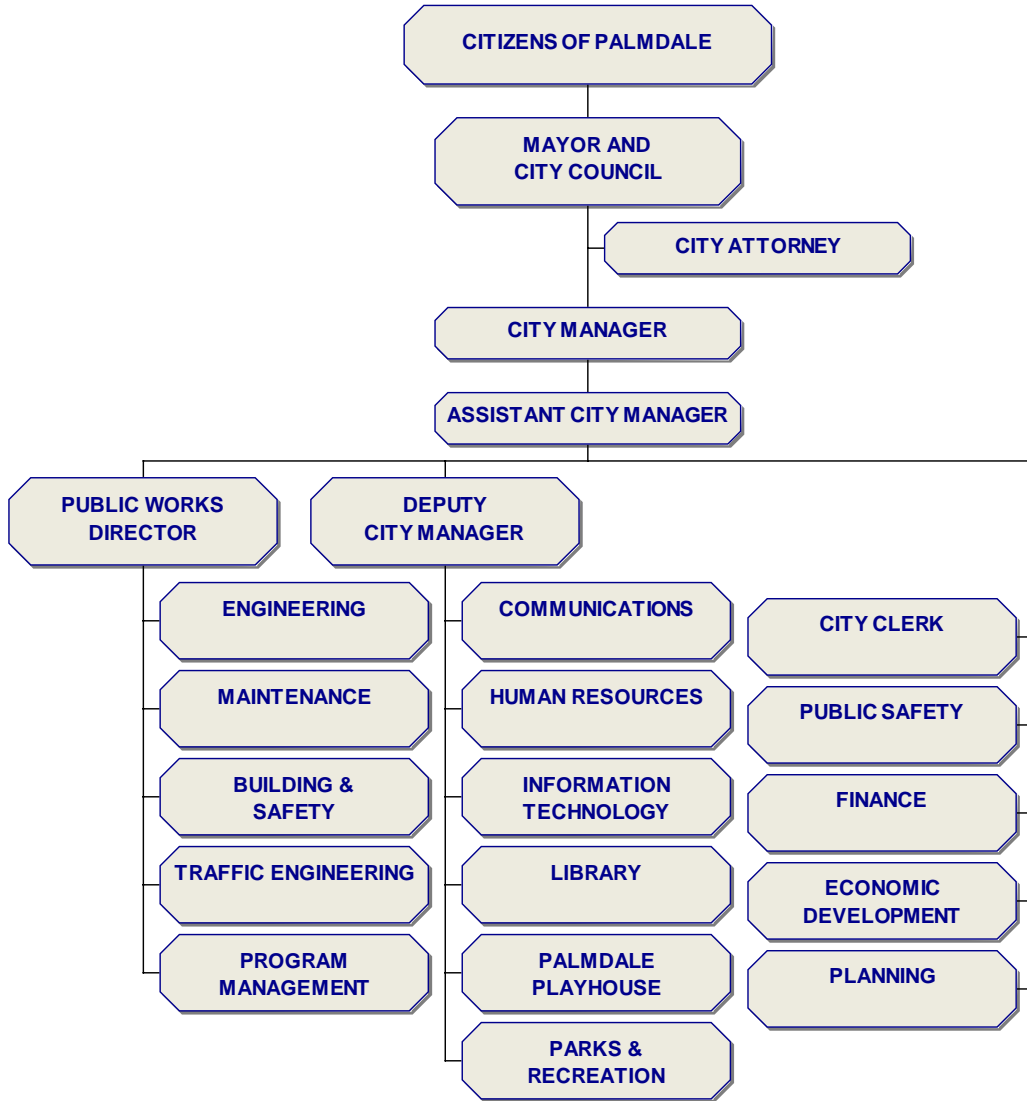 CITIZENS OF PALMDALE
MAYOR AND
CITY COUNCIL
CITY ATTORNEY
CITY MANAGER
ASSISTANT CITY MANAGER
PUBLIC WORKS
DIRECTOR
DEPUTY
CITY MANAGER
ENGINEERING
MAINTENANCE
BUILDING &
SAFETY
TRAFFIC ENGINEERING
PROGRAM
MANAGEMENT
COMMUNICATIONS
HUMAN RESOURCES
INFORMATION
TECHNOLOGY
LIBRARY
PALMDALE
PLAYHOUSE
PARKS &
RECREATION
CITY CLERK
PUBLIC SAFETY
FINANCE
ECONOMIC
DEVELOPMENT
PLANNING